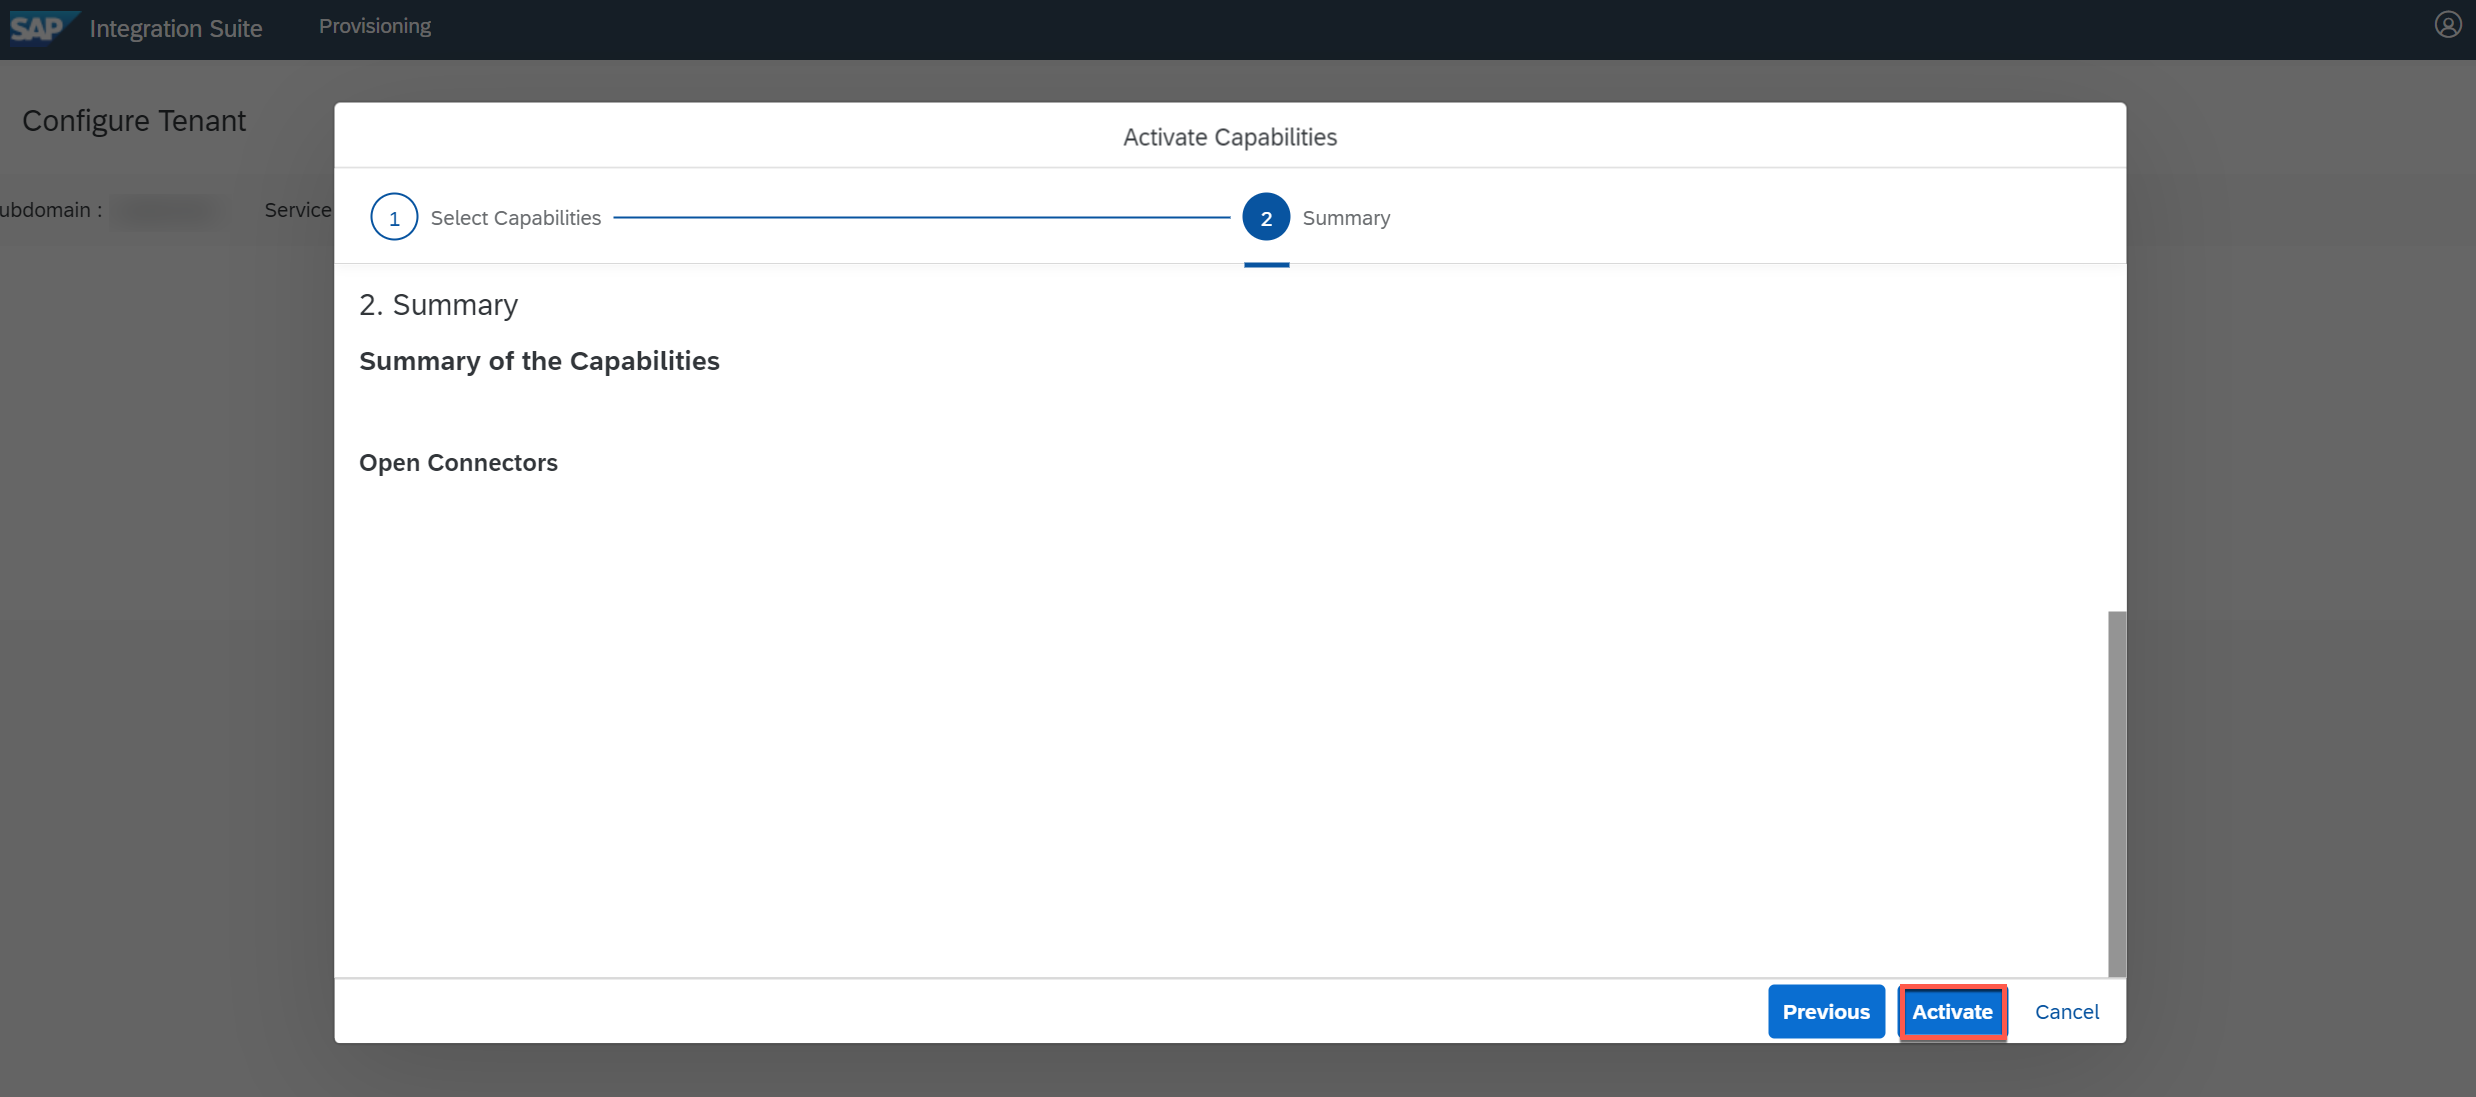 SAP Integration Suite Provisioning
Configure Tenant
ubdomain : Service
Activate Capabilities
1 Select Capabilities 2 Summary
2. Summary
Summary of the Capabilities
Open Connectors
Previous Activate Cancel